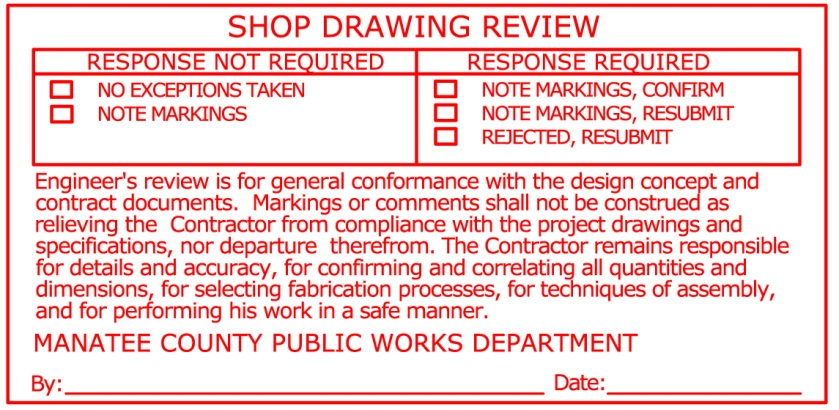 SHOP DRAWING REVIEW
RESPONSE NOT REQUIRED
NO EXCEPTIONS TAKEN
NOTE MARKINGS
RESPONSE REQUIRED
NOTE MARKINGS, CONFIRM
NOTE MARKINGS, RESUBMIT
REJECTED, RESUBMIT
Engineer's review is for general conformance with the design concept and
contract documents. Markings or comments shall not be construed as
relieving the Contractor from compliance with the project drawings and
specifications, nor departure therefrom. The Contractor remains responsible
for details and accuracy, for confirming and correlating all quantities and
dimensions, for selecting fabrication processes, for techniques of assembly,
and for performing his work in a safe manner.
MANATEE COUNTY PUBLIC WORKS DEPARTMENT
By: Date: